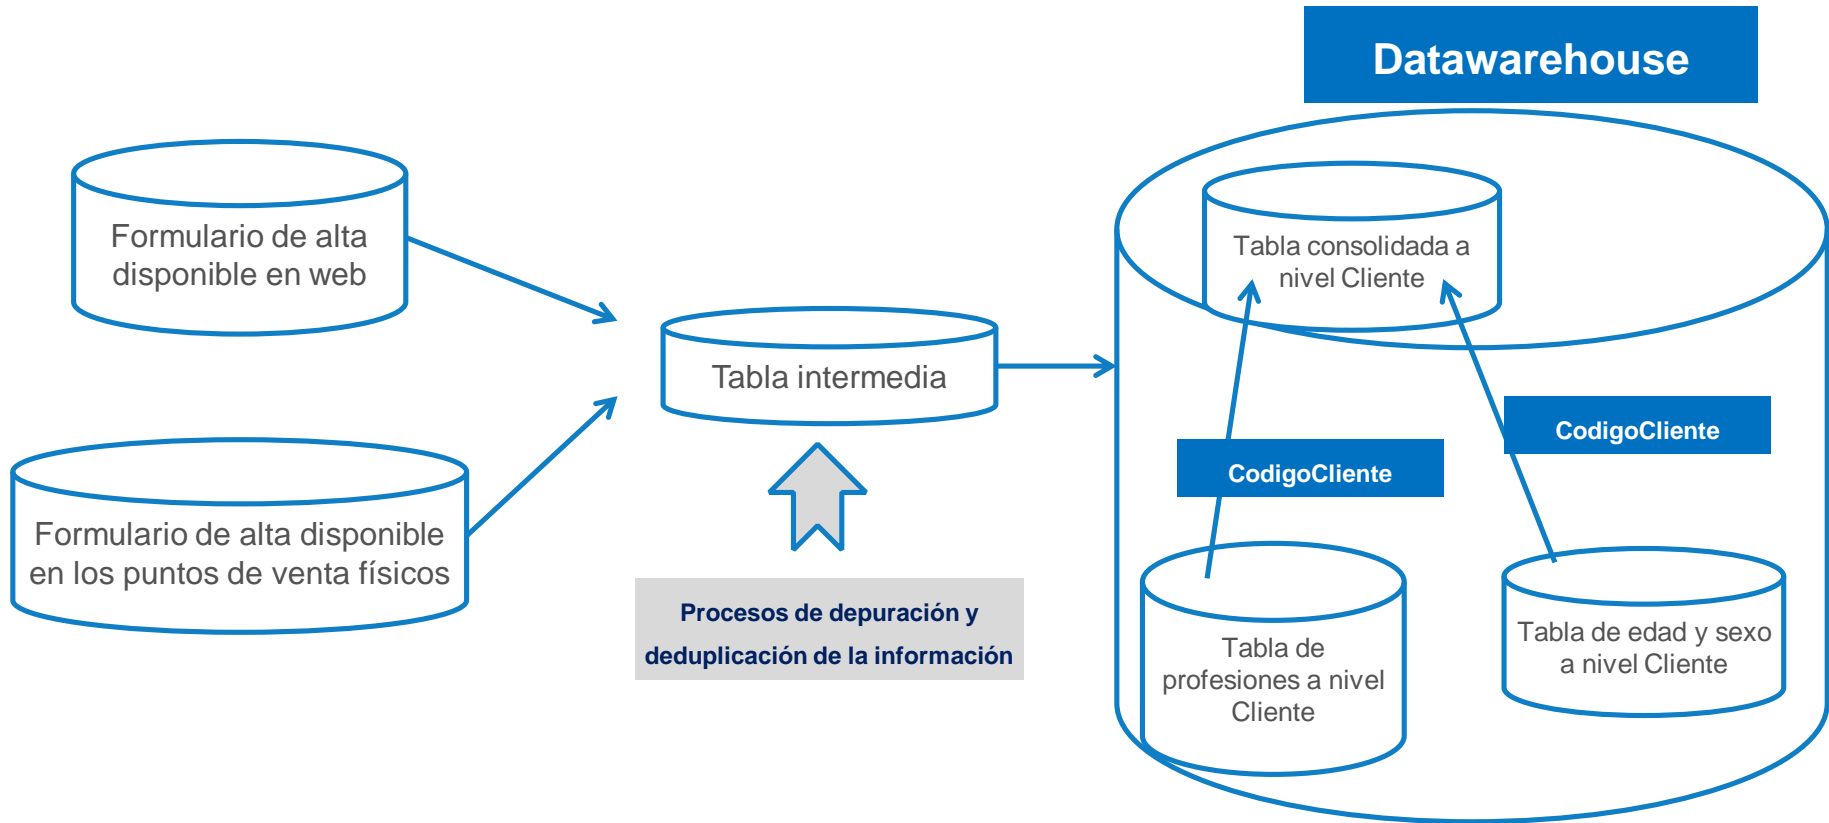 Datawarehouse
Formulario de alta
disponible en web
Tabla consolidada a
nivel Cliente
Tabla intermedia
CodigoCliente
CodigoCliente
Formulario de alta disponible
en los puntos de venta físicos
Procesos de depuración y
deduplicación de la información
Tabla de
profesiones a nivel
Cliente
Tabla de edad y sexo
a nivel Cliente